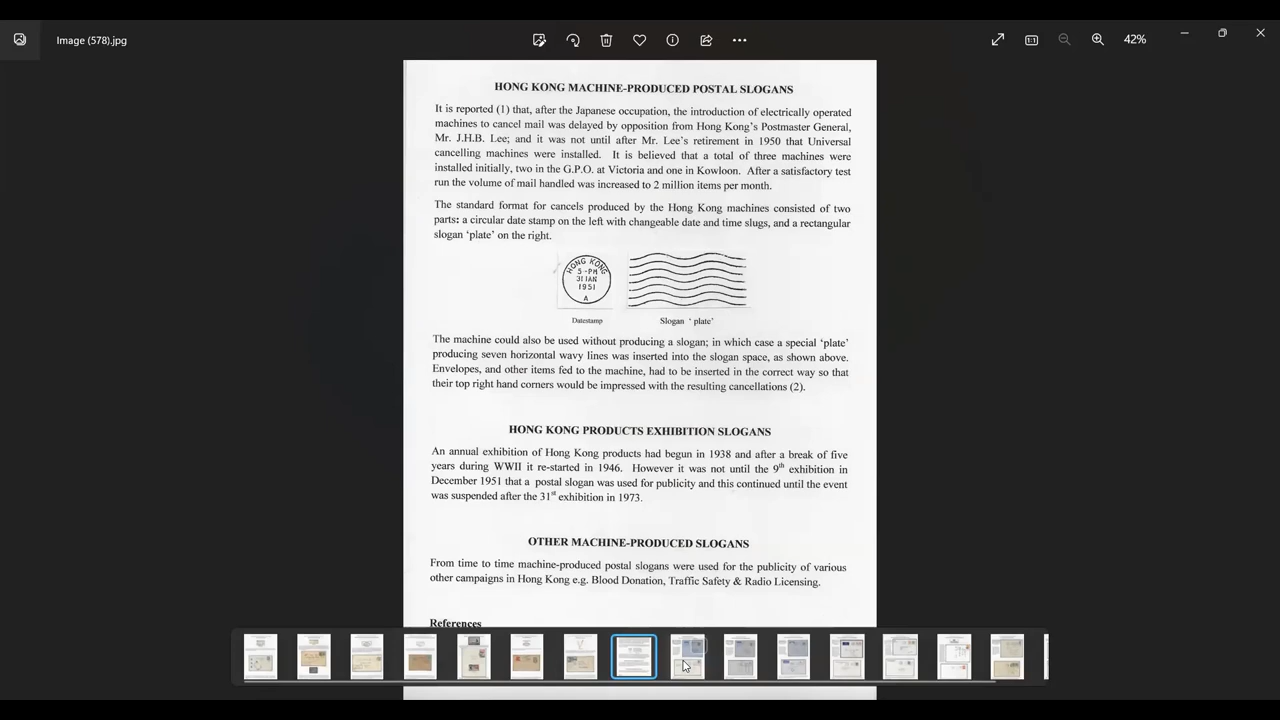 Image (578).jpg
42%
HONG KONG MACHINE-PRODUCED POSTAL SLOGANS
It is reported (1) that, after the Japanese occupation, the introduction of electrically operated
machines to cancel mail was delayed by opposition from Hong Kong's Postmaster General,
Mr. J.H.B. Lee; and it was not until after Mr. Lee's retirement in 1950 that Universal
cancelling machines were installed. It is believed that a total of three machines were
installed initially, two in the G.P.O. at Victoria and one in Kowloon. After a satisfactory test
run the volume of mail handled was increased to 2 million items per month.
The standard format for cancels produced by the Hong Kong machines consisted of two
parts: a circular date stamp on the left with changeable date and time slugs, and a rectangular
slogan 'plate' on the right.
HONG KONG
5 -PM
31 JAN
1951
A
Datestamp
Slogan ' plate'
The machine could also be used without producing a slogan; in which case a special 'plate'
producing seven horizontal wavy lines was inserted into the slogan space, as shown above.
Envelopes, and other items fed to the machine, had to be inserted in the correct way so that
their top right hand corners would be impressed with the resulting cancellations (2).
HONG KONG PRODUCTS EXHIBITION SLOGANS
An annual exhibition of Hong Kong products had begun in 1938 and after a break of five
years during WWII it re-started in 1946. However it was not until the 9th exhibition in
December 1951 that a postal slogan was used for publicity and this continued until the event
was suspended after the 31st exhibition in 1973.
OTHER MACHINE-PRODUCED SLOGANS
From time to time machine-produced postal slogans were used for the publicity of various
other campaigns in Hong Kong e.g. Blood Donation, Traffic Safety & Radio Licensing.
References